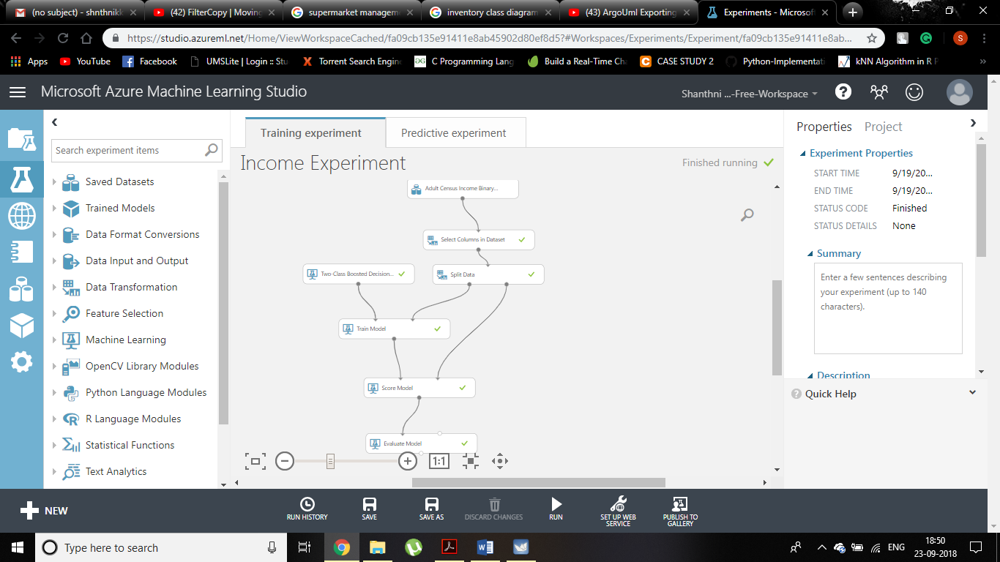 (no subject) - shnthnikk
(42) FilterCopy | Moving
supermarket managem
inventory class diagram
(43) ArgoUml Exporting
Experiments - Microsoft
https://studio.azureml.net/Home/ViewWorkspaceCached/fa09cb135e91411e8ab45902d80ef8d5?#Workspaces/Experiments/Experiment/fa09cb135e91411e8ab...
S
Apps
YouTube
Facebook
UMSLite | Login :: Stu
Torrent Search Engine
C Programming Lang
Build a Real-Time Cha
CASE STUDY 2
Python-Implementati
kNN Algorithm in R P
»
Microsoft Azure Machine Learning Studio
Shanthni ...-Free-Workspace
Training experiment
Predictive experiment
Properties
Project
Search experiment items
Income Experiment
Finished running
Experiment Properties
START TIME 9/19/20...
END TIME 9/19/20...
STATUS CODE Finished
STATUS DETAILS None
Summary
Enter a few sentences describing
your experiment (up to 140
characters).
Description
Quick Help
Saved Datasets
Trained Models
Data Format Conversions
Data Input and Output
Data Transformation
Feature Selection
Machine Learning
OpenCV Library Modules
Python Language Modules
R Language Modules
Statistical Functions
Text Analytics
Adult Census Income Binary...
Select Columns in Dataset
Two-Class Boosted Decision...
Split Data
Train Model
Score Model
Evaluate Model
1:1
NEW
RUN HISTORY
SAVE
SAVE AS
DISCARD CHANGES
RUN
SET UP WEB
SERVICE
PUBLISH TO
GALLERY
Type here to search
ENG
18:50
23-09-2018